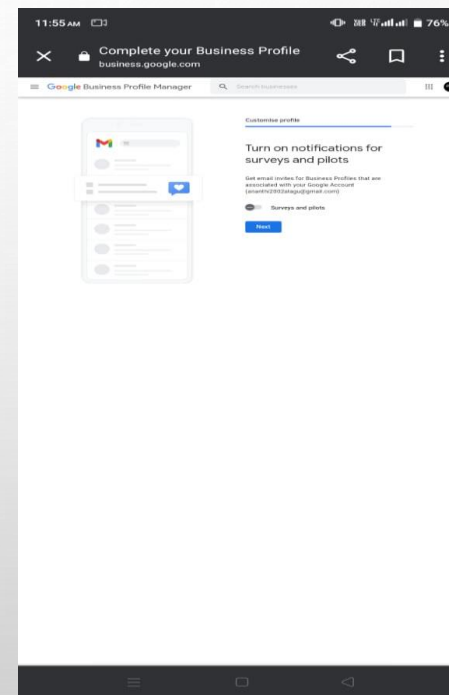 11:55 AM
76%
Complete your Business Profile
business.google.com
Google Business Profile Manager
Search businesses
Customise profile
Turn on notifications for
surveys and pilots
Get email invites for Business Profiles that are
associated with your Google Account
Surveys and pilots
Next